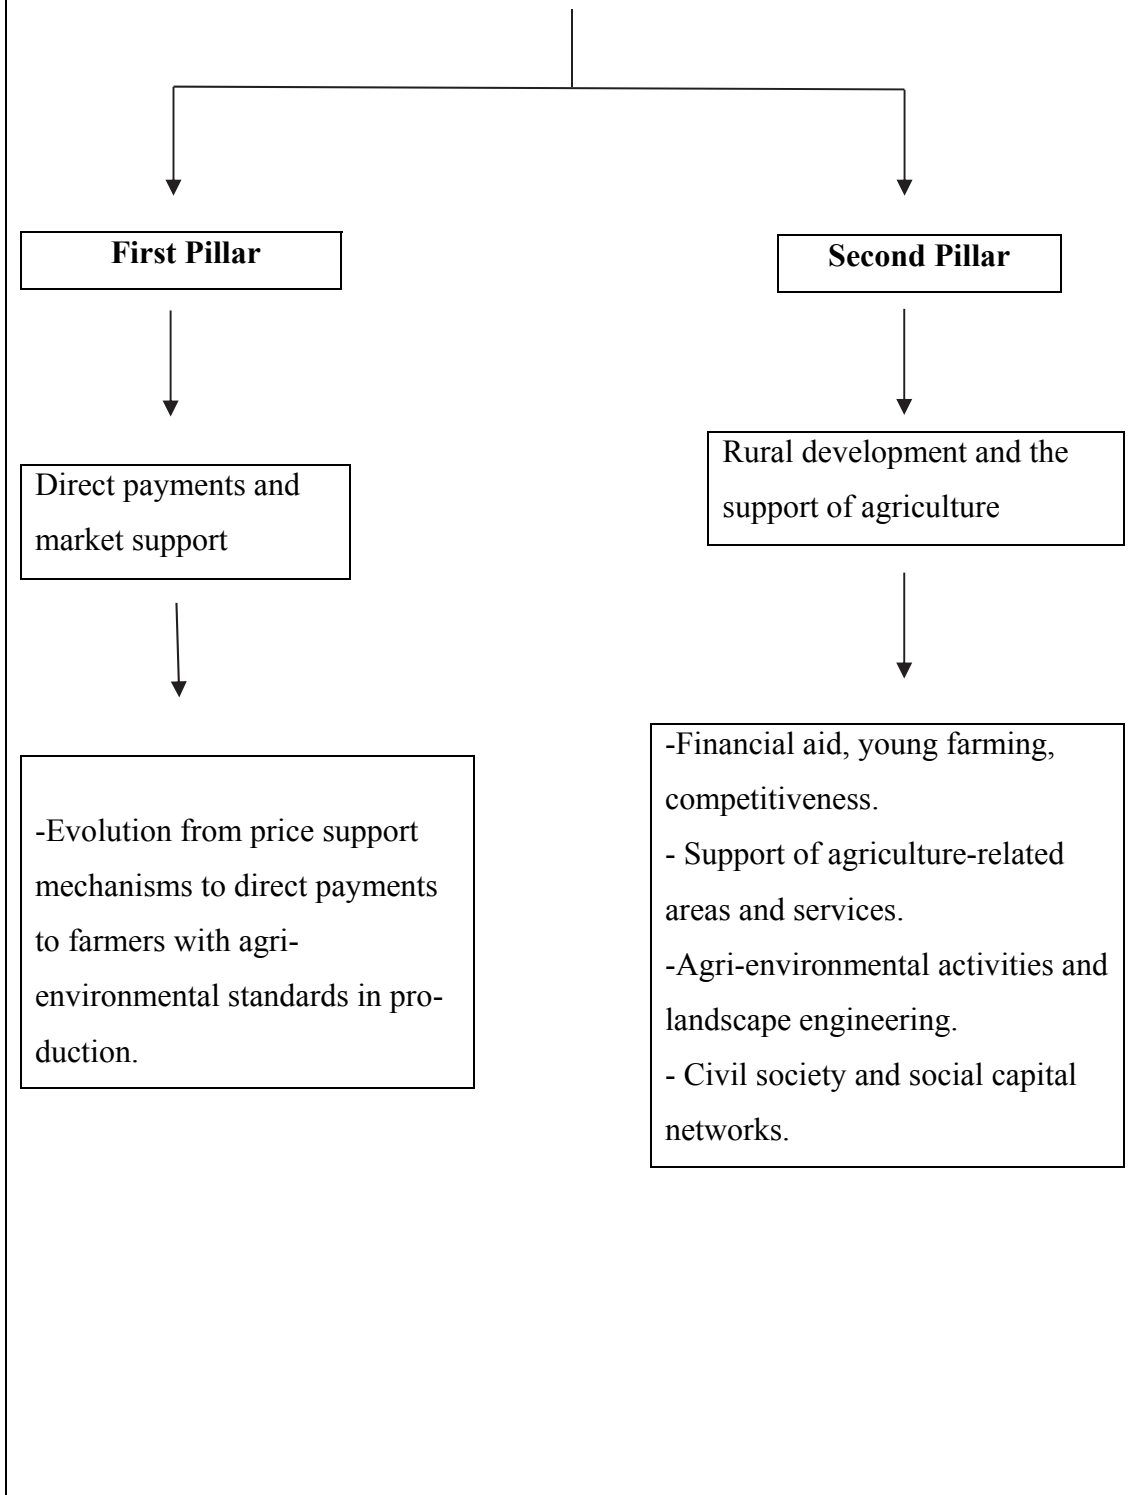 First Pillar
Second Pillar
Direct payments and
market support
Rural development and the
support of agriculture
-Evolution from price support
mechanisms to direct payments
to farmers with agri-
environmental standards in pro-
duction.
-Financial aid, young farming,
competitiveness.
- Support of agriculture-related
areas and services.
-Agri-environmental activities and
landscape engineering.
- Civil society and social capital
networks.